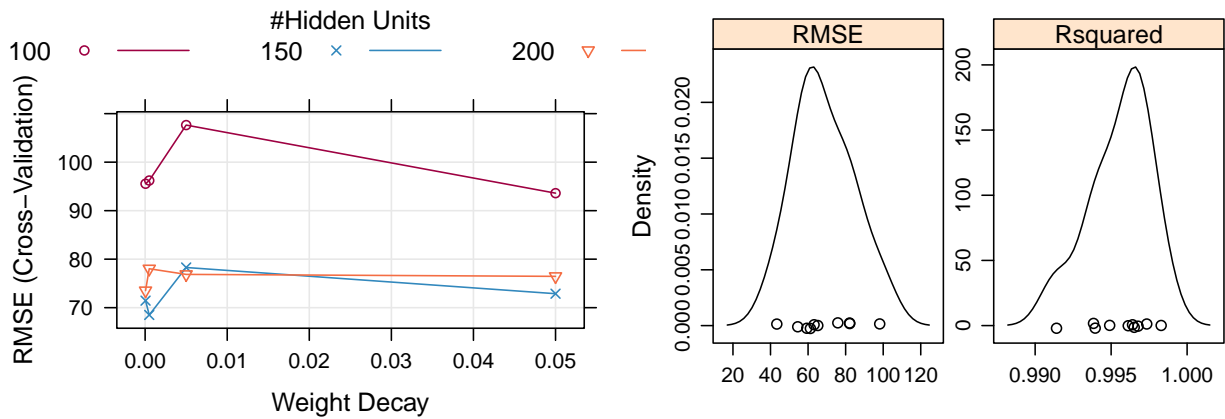 #Hidden Units
100 150 200
RMSE (Cross−Validation)
100
90
80
70
0.00 0.01 0.02 0.03 0.04 0.05
Weight Decay
RMSE Rsquared
Density
0.020
0.015
0.010
0.005
0.000
20 40 60 80 100 120
200
150
100
50
0
0.990 0.995 1.000